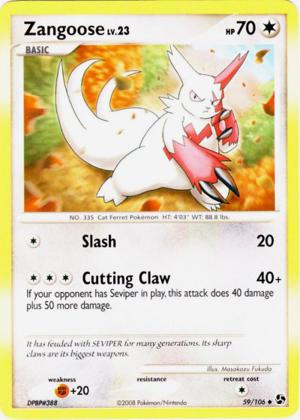 Zangoose LV.23 HP 70
BASIC
NO. 335 Cat Ferret Pokémon HT: 4'03" WT: 88.8 lbs.
Slash 20
Cutting Claw 40+
If your opponent has Seviper in play, this attack does 40 damage
plus 50 more damage.
It has feuded with SEVIPER for many generations. Its sharp
claws are its biggest weapons.
Illus. Masakazu Fukuda
weakness resistance retreat cost
+20
DPBP#388 ©2008 Pokémon/Nintendo 59/106